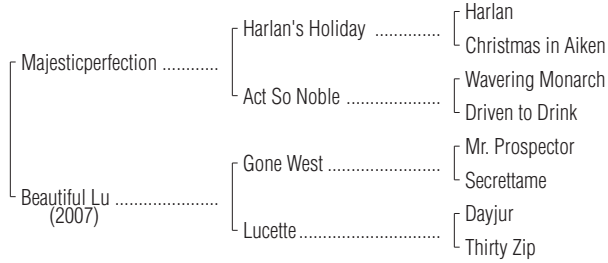 Harlan
Harlan's Holiday ..............
Christmas in Aiken
Majesticperfection ............
Wavering Monarch
Act So Noble .....................
Driven to Drink
Mr. Prospector
Gone West .........................
Secrettame
Beautiful Lu ......................
(2007)
Dayjur
Lucette ................................
Thirty Zip